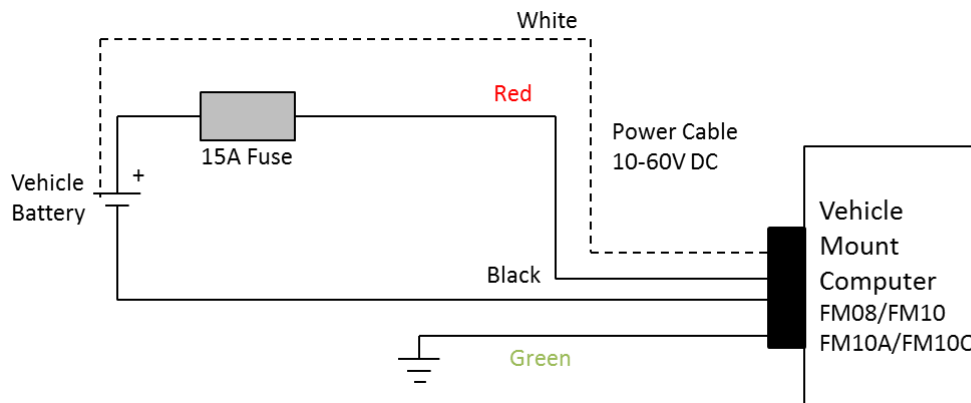 White
Red
15A Fuse
Power Cable
10-60V DC
Vehicle
Battery
+
Black
Green
Vehicle
Mount
Computer
FM08/FM10
FM10A/FM10C